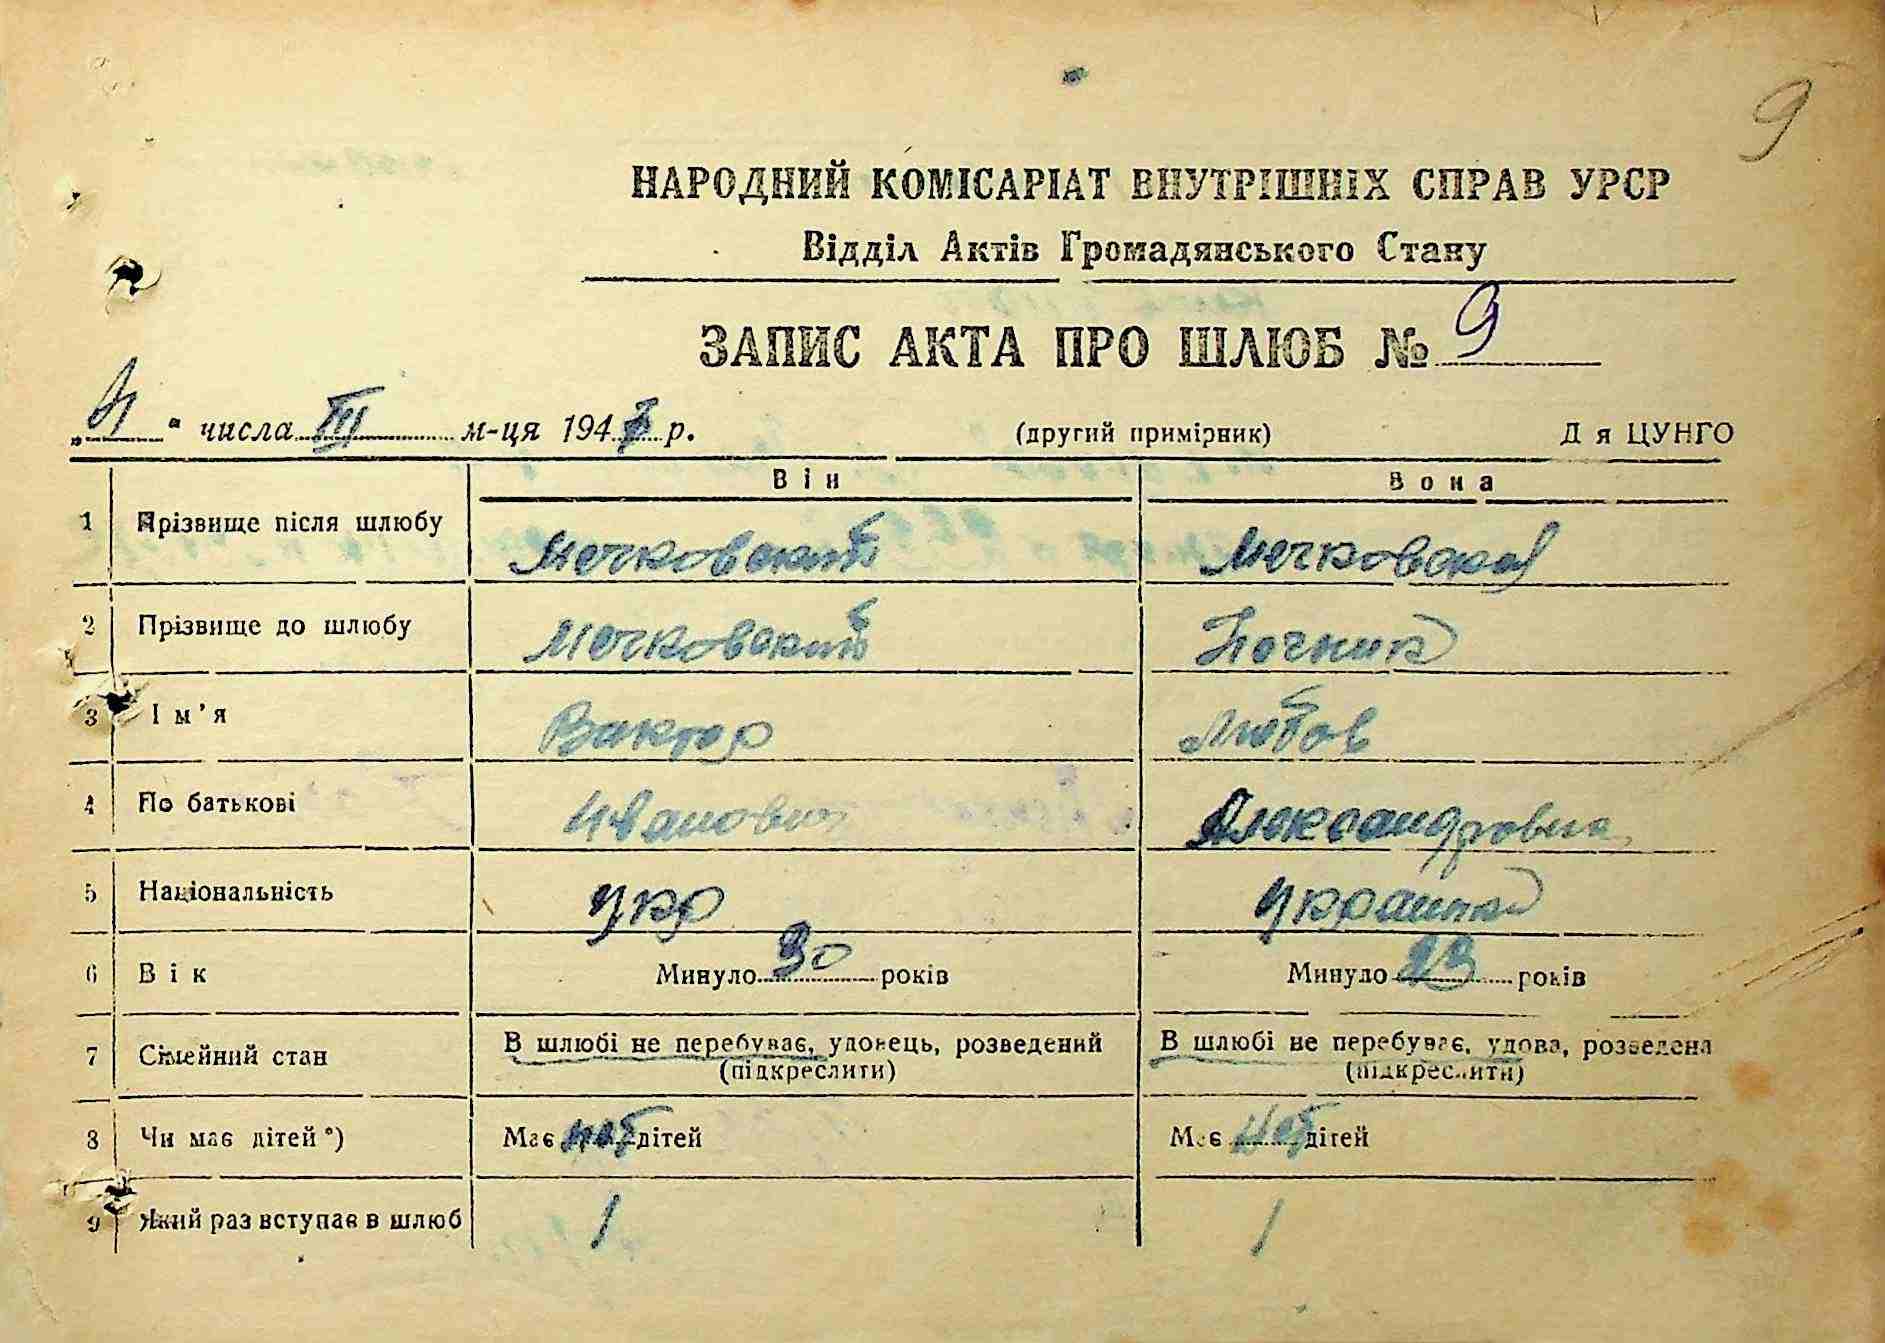 9
НАРОДНИЙ КОМІСАРІАТ ВНУТРІШНІХ СПРАВ УРСР
Відділ Актів Громадянського Стану
ЗАПИС АКТА ПРО ШЛЮБ № 9
" " числа III м-ця 194 р. (другий примірник) Д я ЦУНГО
Він Вона
1 Прізвище після шлюбу Мечковский Мечковская
2 Прізвище до шлюбу Мечковский
3 Ім'я Виктор Любов
4 По батькові Иванович Александровна
5 Національність укр украинка
6 Вік Минуло 30 років Минуло 23 років
7 Сімейний стан В шлюбі не перебуває, удовець, розведений В шлюбі не перебуває, удова, розведена
(підкреслити) (підкреслити)
8 Чи має дітей*) Має нет дітей Має нет дітей
9 Який раз вступає в шлюб 1 1